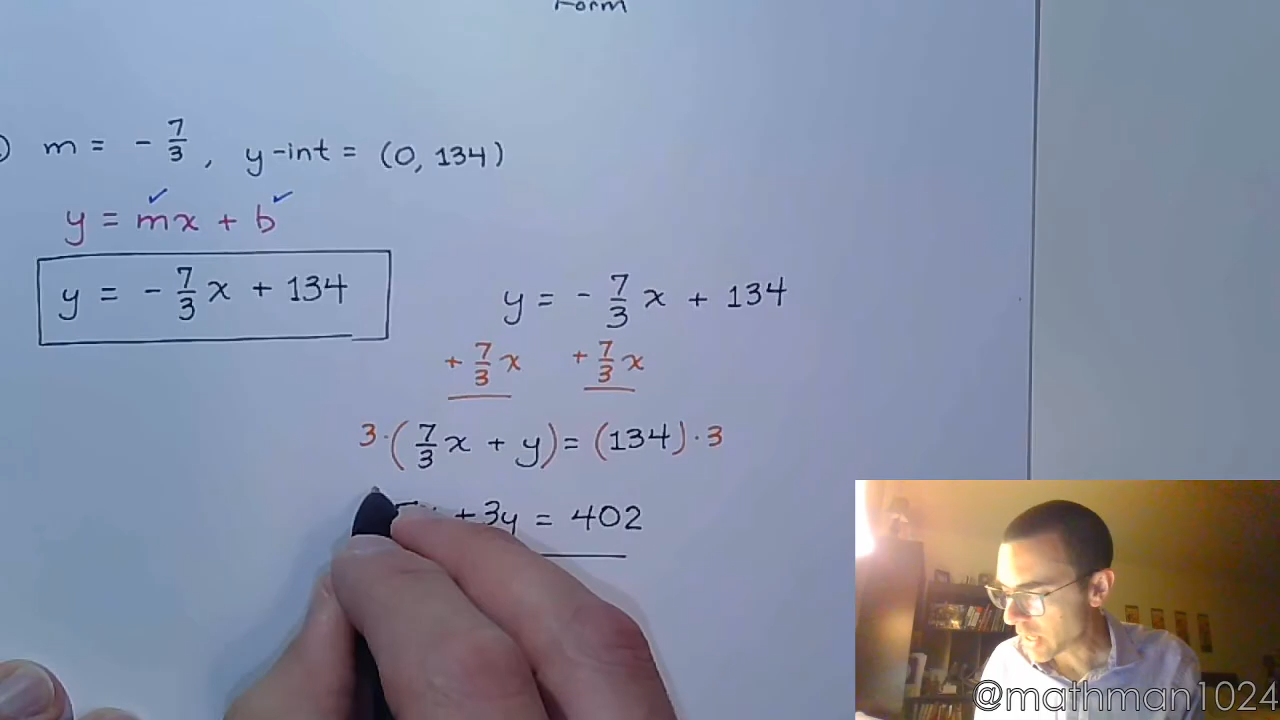 Form
m = - 7/3 , y-int = (0, 134)
y = mx + b
y = - 7/3 x + 134
y = - 7/3 x + 134
+ 7/3 x + 7/3 x
3·( 7/3 x + y) = (134)·3
+ 3y = 402
@mathman1024